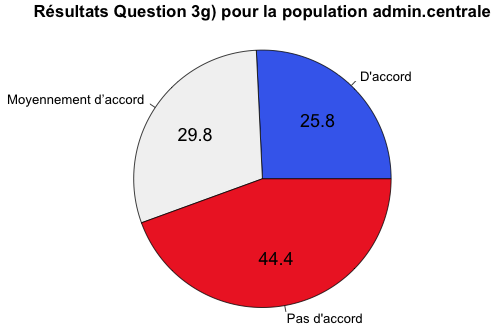 Résultats Question 3g) pour la population admin.centrale
D'accord
Moyennement d’accord
25.8
29.8
44.4
Pas d'accord